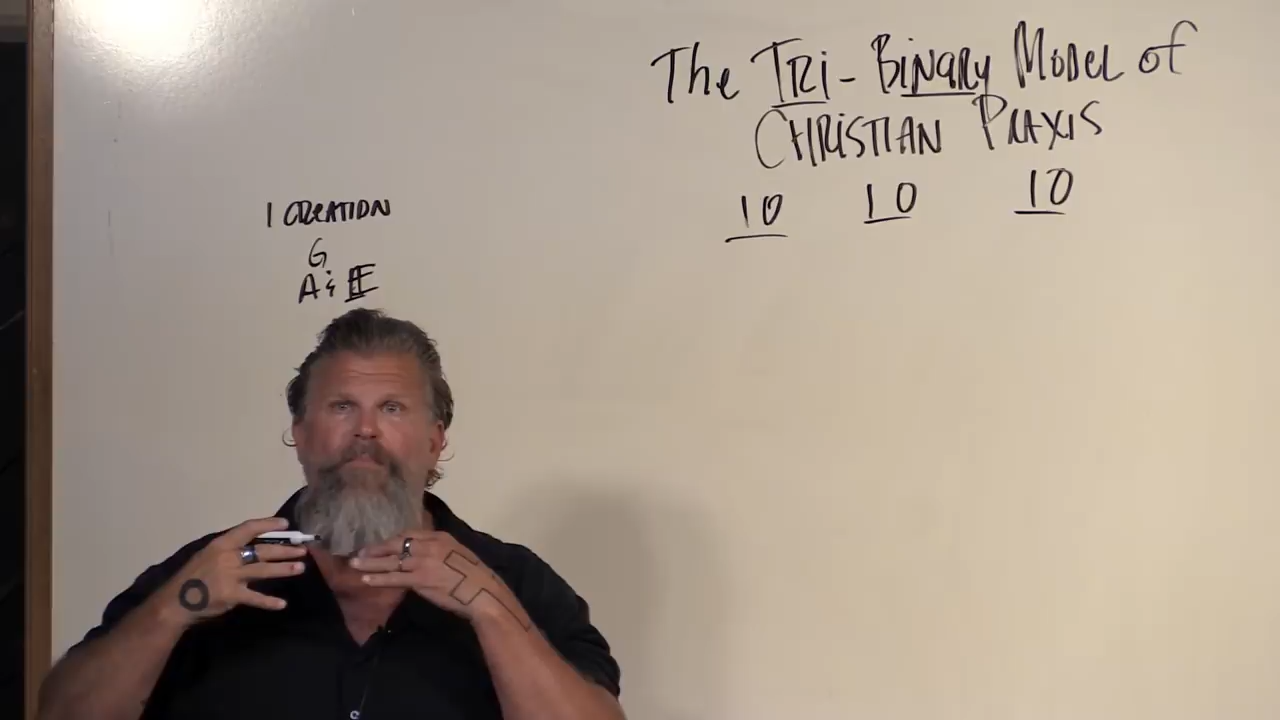 The TRi-BiNARy MODEL of
CHRiSTiAN PRAXiS
10 10 10
1 CREATION
G
A & E